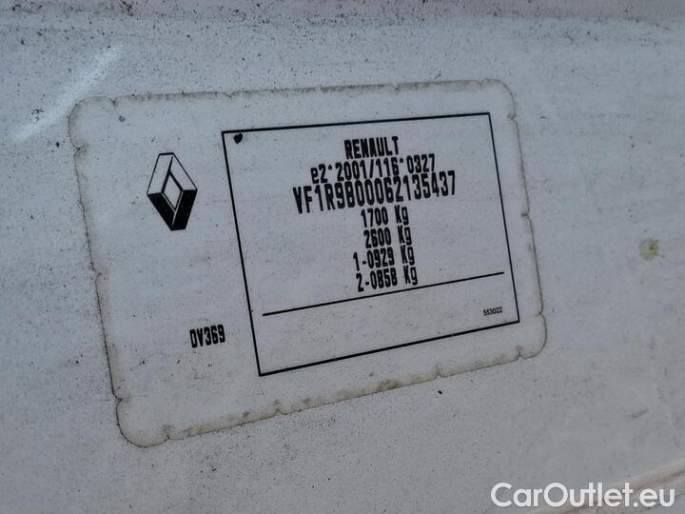 RENAULT
e2*2001/116*0327
VF1R9800062135437
1700 Kg
2600 Kg
1-0929 Kg
2-0858 Kg
DV369
553022
CarOutlet.eu